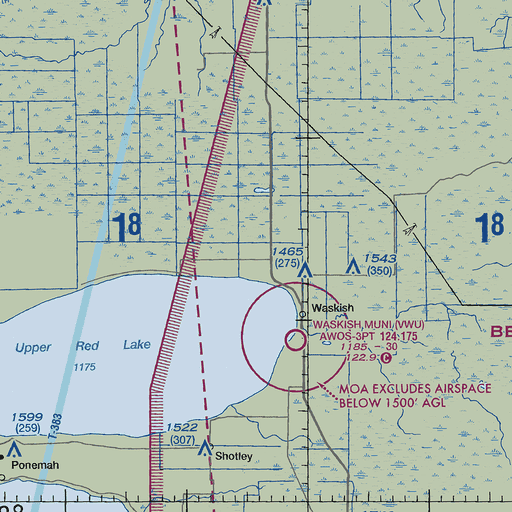 1⁸
1⁸
1465
(275)
1543
(350)
Waskish
WASKISH MUNI (VWU)
AWOS-3PT 124.175
1185 - 30
122.9 C
BE
Upper Red Lake
1175
MOA EXCLUDES AIRSPACE
BELOW 1500' AGL
1599
(259)
T-383
1522
(307)
Ponemah
Shotley